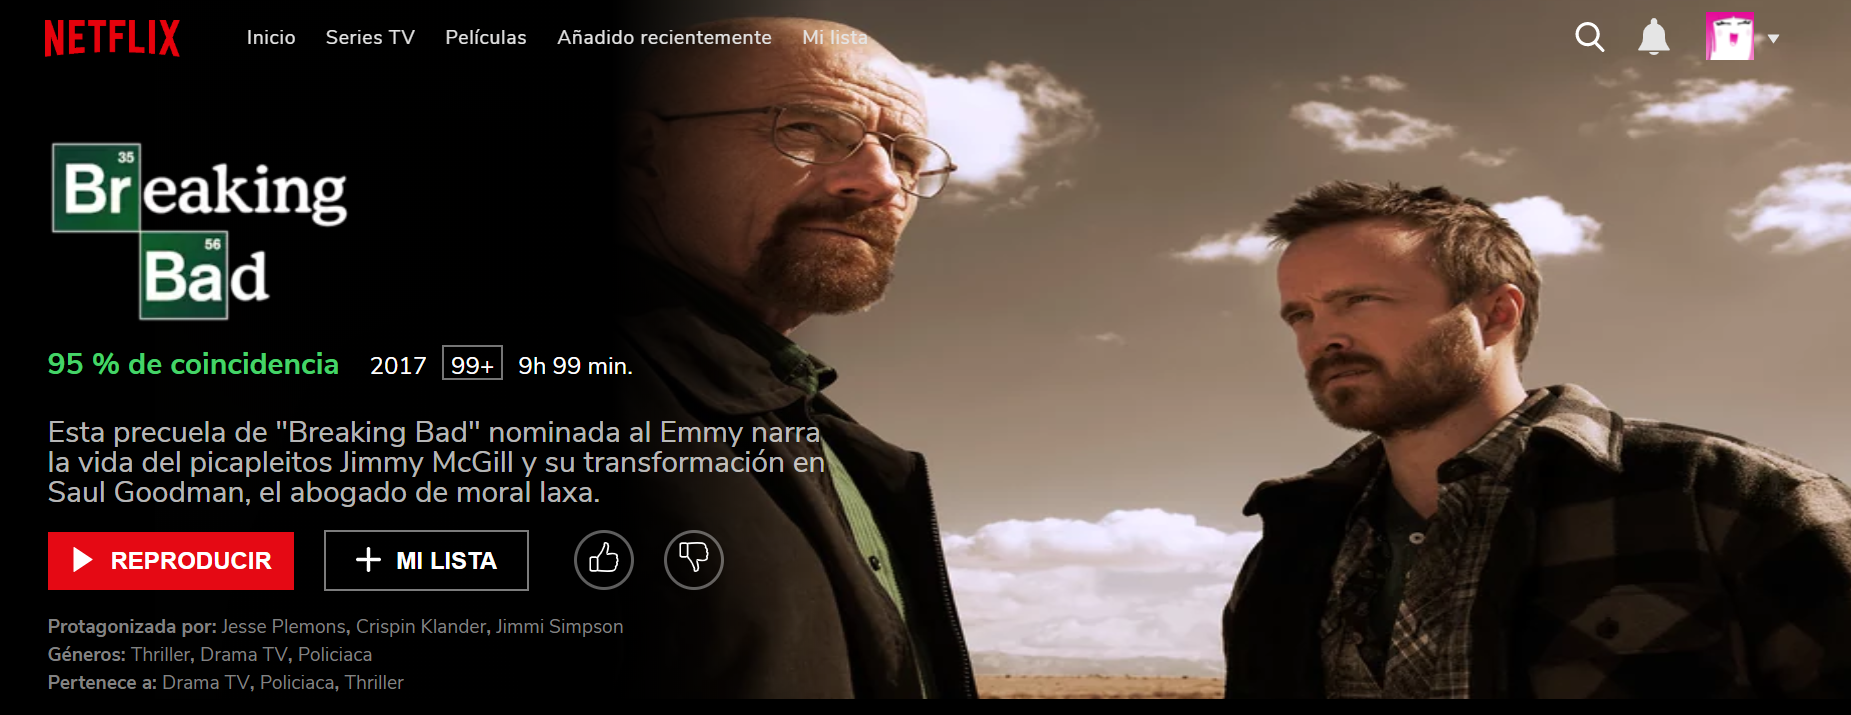 NETFLIX Inicio Series TV Películas Añadido recientemente Mi lista
35
Breaking
56
Bad
95 % de coincidencia 2017 99+ 9h 99 min.
Esta precuela de "Breaking Bad" nominada al Emmy narra
la vida del picapleitos Jimmy McGill y su transformación en
Saul Goodman, el abogado de moral laxa.
REPRODUCIR + MI LISTA
Protagonizada por: Jesse Plemons, Crispin Klander, Jimmi Simpson
Géneros: Thriller, Drama TV, Policiaca
Pertenece a: Drama TV, Policiaca, Thriller